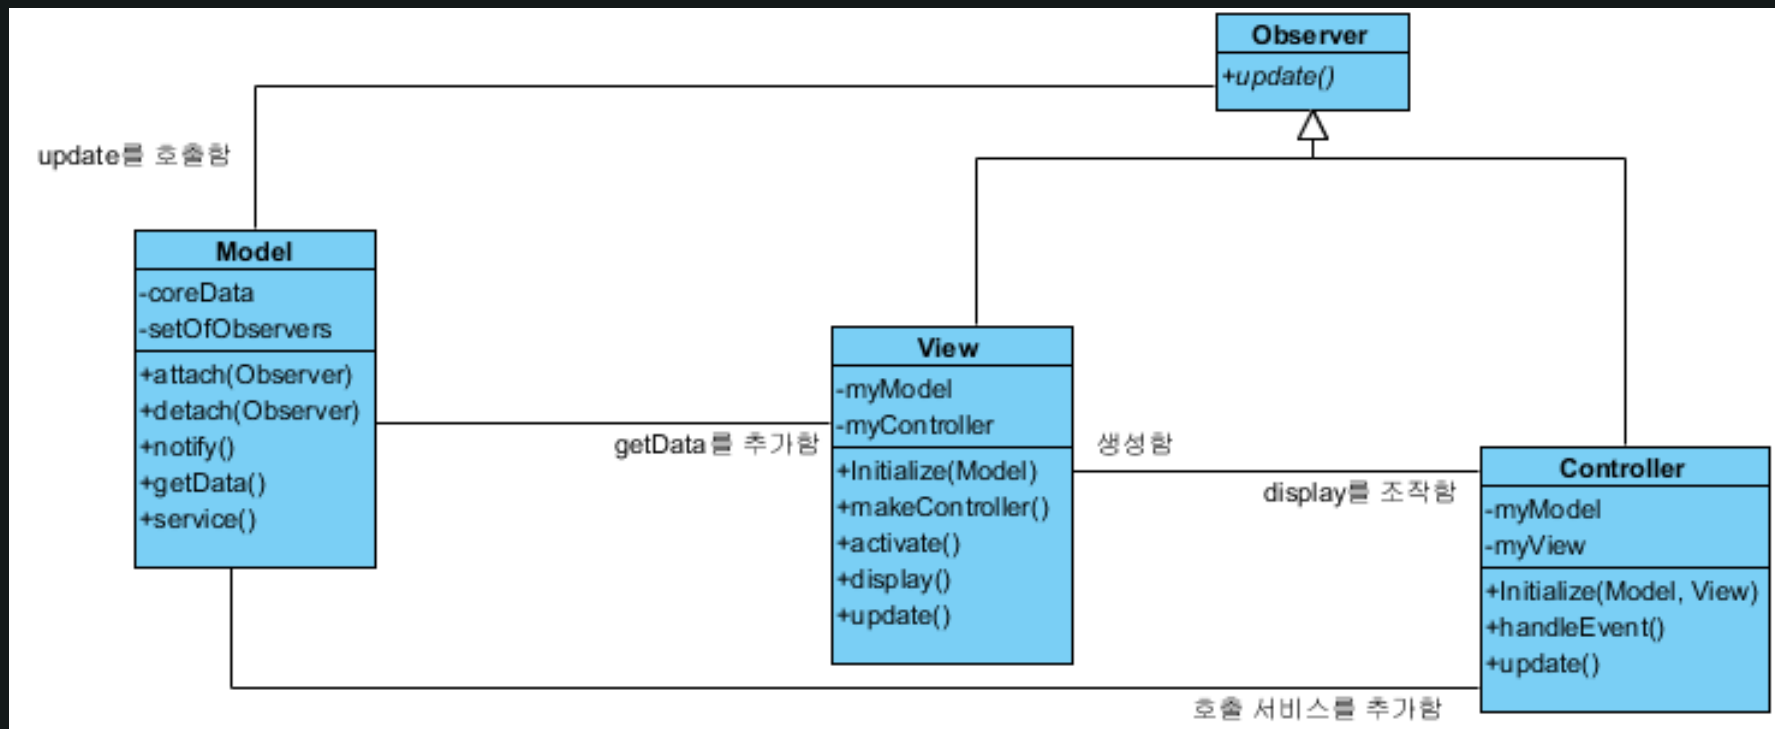 Observer
+update()
update를 호출함
Model
-coreData
-setOfObservers
+attach(Observer)
+detach(Observer)
+notify()
+getData()
+service()
getData를 추가함
View
-myModel
-myController
+Initialize(Model)
+makeController()
+activate()
+display()
+update()
생성함
display를 조작함
Controller
-myModel
-myView
+Initialize(Model, View)
+handleEvent()
+update()
호출 서비스를 추가함